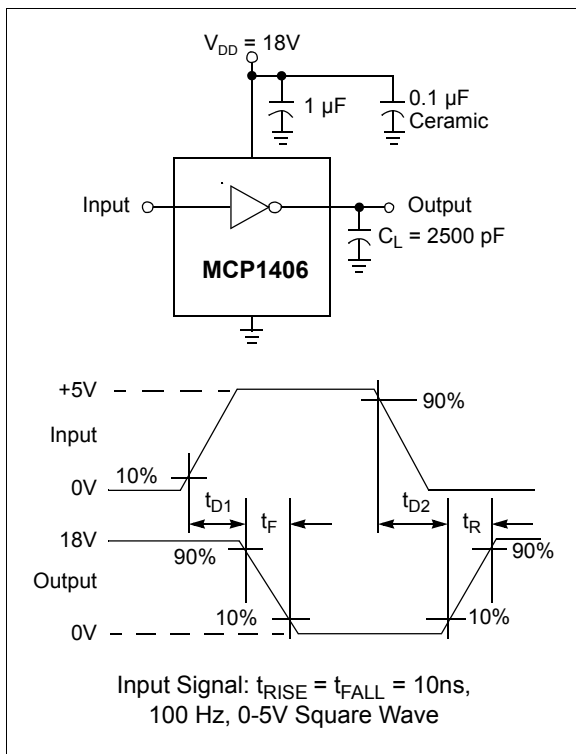 V_DD = 18V
1 µF
0.1 µF
Ceramic
Input
Output
C_L = 2500 pF
MCP1406
+5V
90%
Input
10%
0V
t_D1
t_F
t_D2
t_R
18V
90%
90%
Output
10%
10%
0V
Input Signal: t_RISE = t_FALL = 10ns,
100 Hz, 0-5V Square Wave